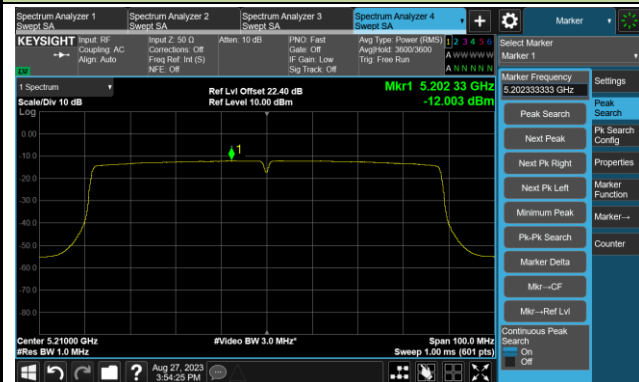 Spectrum Analyzer 1
Swept SA
Spectrum Analyzer 2
Swept SA
Spectrum Analyzer 3
Swept SA
Spectrum Analyzer 4
Swept SA
Marker
KEYSIGHT
Input: RF
Coupling: AC
Align: Auto
Input Z: 50 Ω
Corrections: Off
Freq Ref: Int (S)
NFE: Off
Atten: 10 dB
PNO: Fast
Gate: Off
IF Gain: Low
Sig Track: Off
Avg Type: Power (RMS)
Avg|Hold: 3600/3600
Trig: Free Run
1 2 3 4 5 6
A W W W W W
A N N N N N
LXI
Select Marker
Marker 1
1 Spectrum
Scale/Div 10 dB
Log
Ref Lvl Offset 22.40 dB
Ref Level 10.00 dBm
Mkr1 5.202 33 GHz
-12.003 dBm
0.00
-10.0
-20.0
-30.0
-40.0
-50.0
-60.0
-70.0
-80.0
1
Center 5.21000 GHz
#Res BW 1.0 MHz
#Video BW 3.0 MHz*
Span 100.0 MHz
Sweep 1.00 ms (601 pts)
Marker Frequency
5.202333333 GHz
Peak Search
Next Peak
Next Pk Right
Next Pk Left
Minimum Peak
Pk-Pk Search
Marker Delta
Mkr→CF
Mkr→Ref Lvl
Continuous Peak
Search
On
Off
Settings
Peak
Search
Pk Search
Config
Properties
Marker
Function
Marker→
Counter
Aug 27, 2023
3:54:25 PM